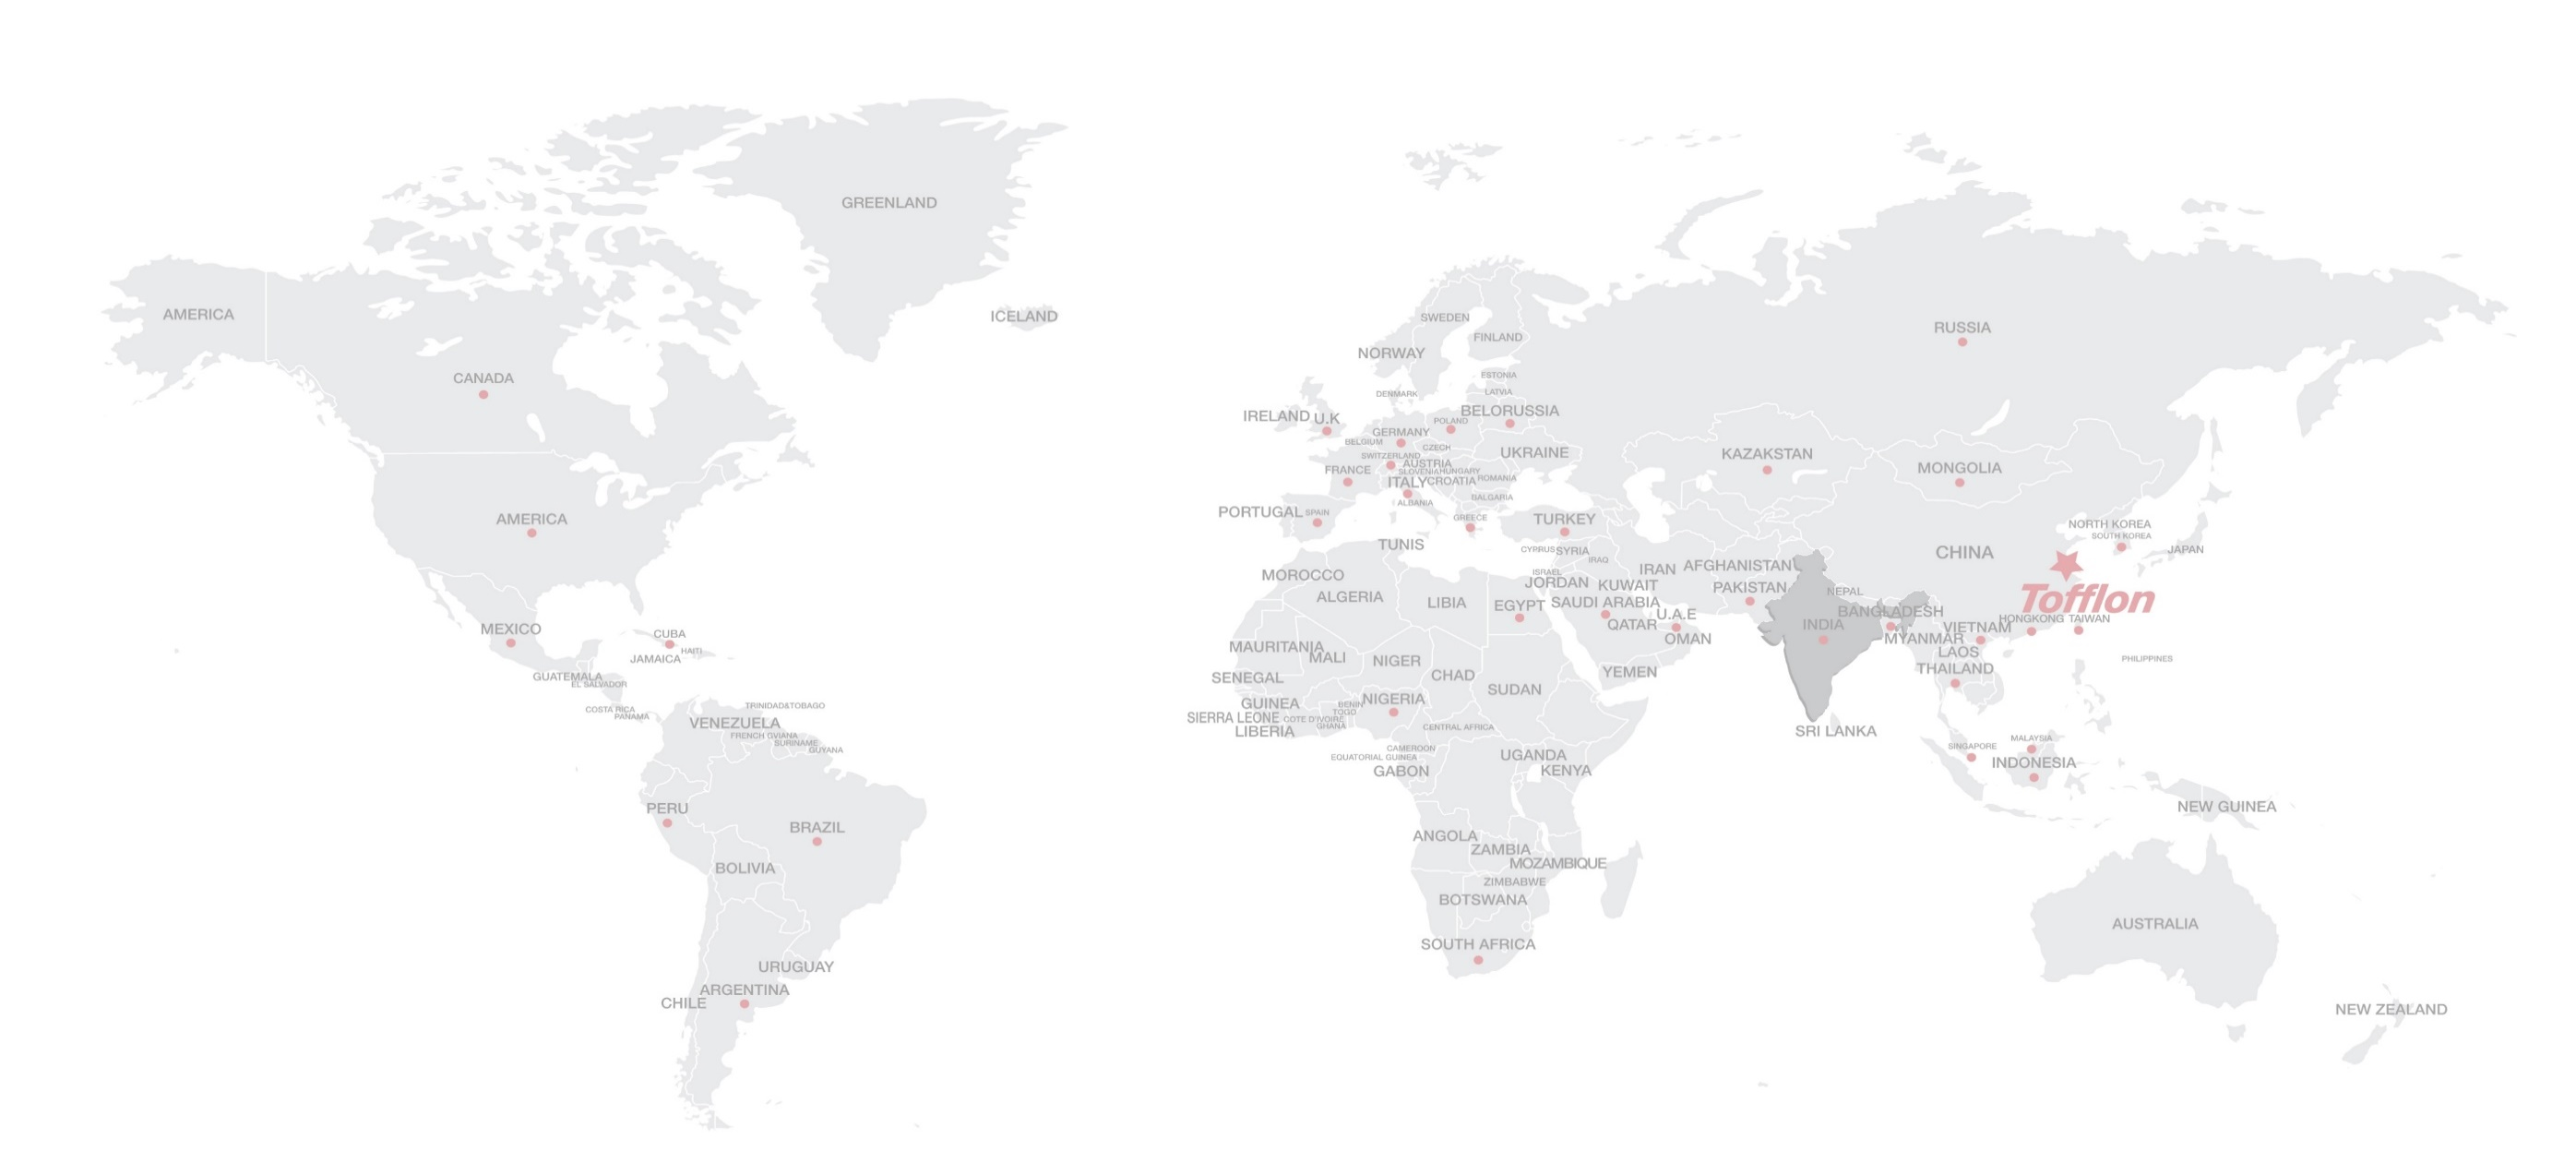 GREENLAND
AMERICA
ICELAND
CANADA
AMERICA
MEXICO
CUBA
HAITI
JAMAICA
GUATEMALA
EL SALVADOR
COSTA RICA
PANAMA
TRINIDAD&TOBAGO
VENEZUELA
FRENCH GVIANA
SURINAME
GUYANA
PERU
BRAZIL
BOLIVIA
URUGUAY
ARGENTINA
CHILE
SWEDEN
FINLAND
NORWAY
ESTONIA
DENMARK
LATVIA
IRELAND
U.K
BELORUSSIA
POLAND
GERMANY
BELGIUM
CZECH
UKRAINE
SWITZERLAND
AUSTRIA
FRANCE
SLOVENIA
HUNGARY
ROMANIA
ITALY
CROATIA
BALGARIA
ALBANIA
PORTUGAL
SPAIN
GREECE
TURKEY
TUNIS
CYPRUS
SYRIA
IRAQ
ISRAEL
JORDAN
KUWAIT
IRAN
AFGHANISTAN
PAKISTAN
MOROCCO
ALGERIA
LIBIA
EGYPT
SAUDI ARABIA
U.A.E
QATAR
OMAN
YEMEN
MAURITANIA
MALI
NIGER
CHAD
SUDAN
SENEGAL
GUINEA
SIERRA LEONE
LIBERIA
COTE D'IVOIRE
GHANA
BENIN
TOGO
NIGERIA
CENTRAL AFRICA
CAMEROON
EQUATORIAL GUINEA
GABON
UGANDA
KENYA
ANGOLA
ZAMBIA
MOZAMBIQUE
ZIMBABWE
BOTSWANA
SOUTH AFRICA
RUSSIA
KAZAKSTAN
MONGOLIA
CHINA
NORTH KOREA
SOUTH KOREA
JAPAN
Tofflon
NEPAL
BANGLADESH
INDIA
HONGKONG
TAIWAN
VIETNAM
MYANMAR
LAOS
THAILAND
PHILIPPINES
SRI LANKA
MALAYSIA
SINGAPORE
INDONESIA
NEW GUINEA
AUSTRALIA
NEW ZEALAND